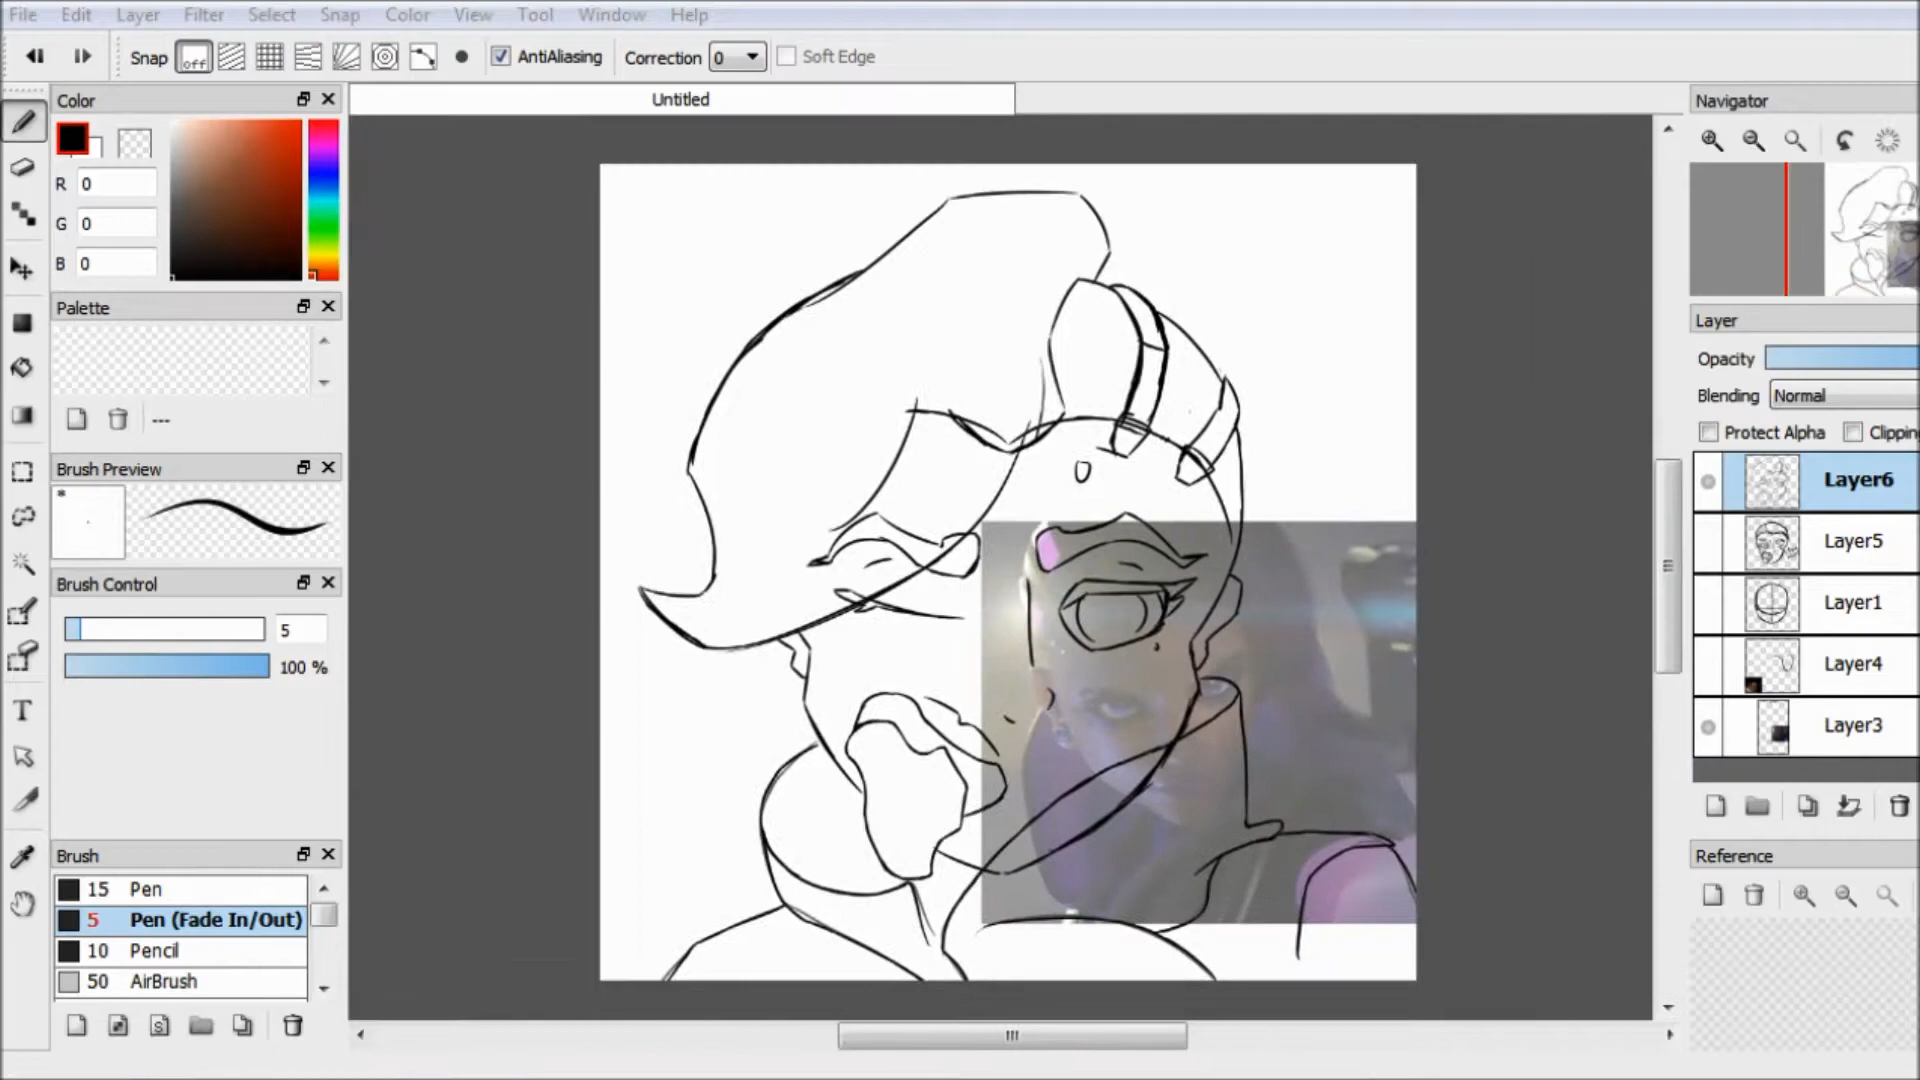 File Edit Layer Filter Select Snap Color View Tool Window Help
Snap off AntiAliasing Correction 0 Soft Edge
Color
R 0
G 0
B 0
Palette
---
Brush Preview
*
Brush Control
5
100 %
Brush
15 Pen
5 Pen (Fade In/Out)
10 Pencil
50 AirBrush
S
T
Untitled
Navigator
Layer
Opacity
Blending Normal
Protect Alpha Clipping
Layer6
Layer5
Layer1
Layer4
Layer3
Reference